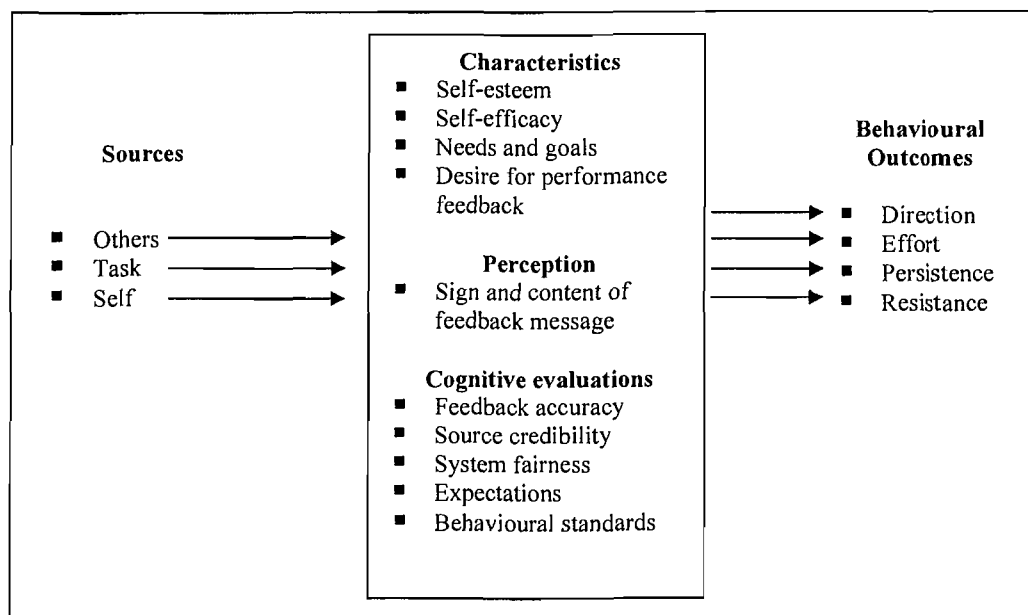 Sources
■ Others
■ Task
■ Self
Characteristics
■ Self-esteem
■ Self-efficacy
■ Needs and goals
■ Desire for performance
feedback
Perception
■ Sign and content of
feedback message
Cognitive evaluations
■ Feedback accuracy
■ Source credibility
■ System fairness
■ Expectations
■ Behavioural standards
Behavioural
Outcomes
■ Direction
■ Effort
■ Persistence
■ Resistance